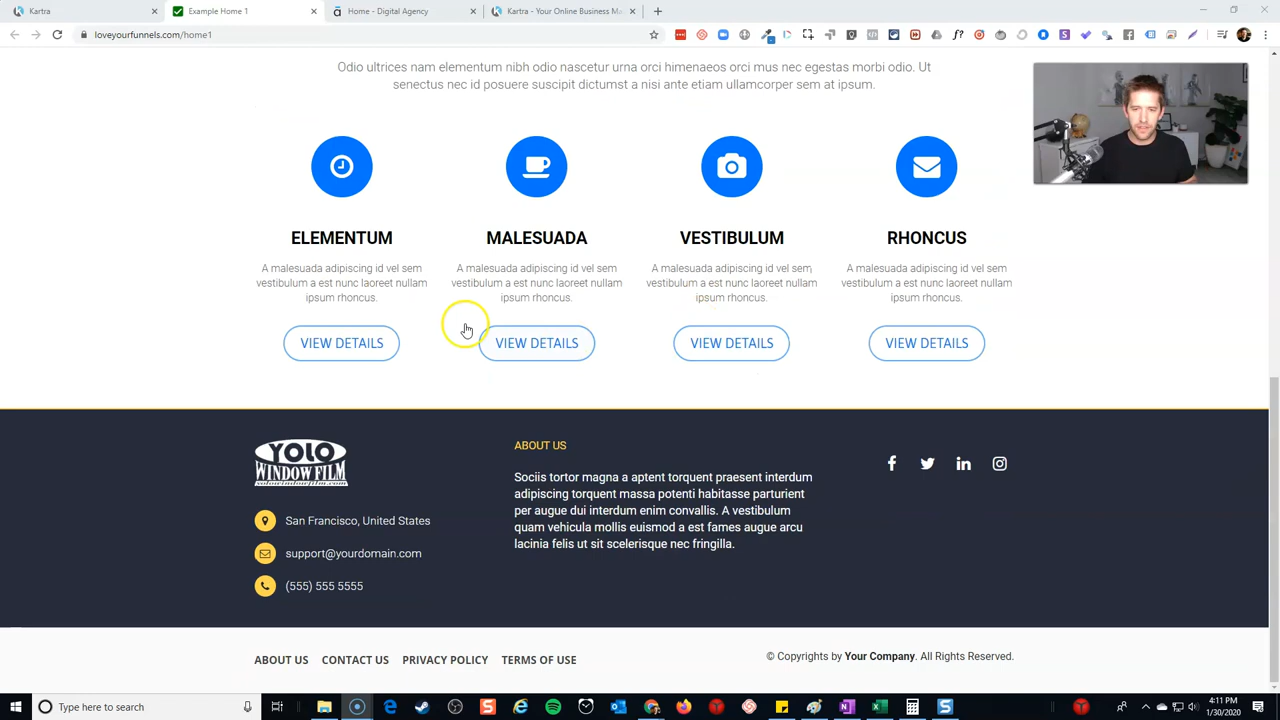 Kartra
Example Home 1
Home - Digital Agency
Kartra - Your Online Business Ma
loveyourfunnels.com/home1
Odio ultrices nam elementum nibh odio nascetur urna orci himenaeos orci mus nec egestas morbi odio. Ut
senectus nec id posuere suscipit dictumst a nisi ante etiam ullamcorper sem at ipsum.
ELEMENTUM
MALESUADA
VESTIBULUM
RHONCUS
A malesuada adipiscing id vel sem
vestibulum a est nunc laoreet nullam
ipsum rhoncus.
A malesuada adipiscing id vel sem
vestibulum a est nunc laoreet nullam
ipsum rhoncus.
A malesuada adipiscing id vel sem
vestibulum a est nunc laoreet nullam
ipsum rhoncus.
A malesuada adipiscing id vel sem
vestibulum a est nunc laoreet nullam
ipsum rhoncus.
VIEW DETAILS
VIEW DETAILS
VIEW DETAILS
VIEW DETAILS
YOLO
WINDOW FILM
yolowindowfilm.com
San Francisco, United States
support@yourdomain.com
(555) 555 5555
ABOUT US
Sociis tortor magna a aptent torquent praesent interdum
adipiscing torquent massa potenti habitasse parturient
per augue dui interdum enim convallis. A vestibulum
quam vehicula mollis euismod a est fames augue arcu
lacinia felis ut sit scelerisque nec fringilla.
ABOUT US
CONTACT US
PRIVACY POLICY
TERMS OF USE
© Copyrights by Your Company. All Rights Reserved.
Type here to search
4:11 PM
1/30/2020